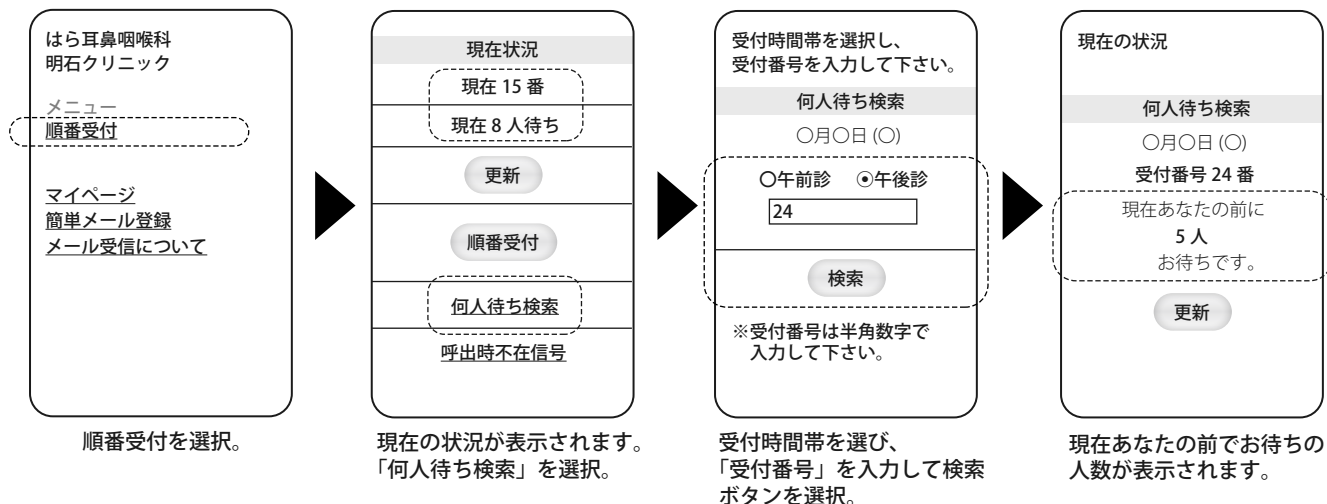 はら耳鼻咽喉科
明石クリニック
メニュー
順番受付
マイページ
簡単メール登録
メール受信について
順番受付を選択。
現在状況
現在 15 番
現在 8 人待ち
更新
順番受付
何人待ち検索
呼出時不在信号
現在の状況が表示されます。
「何人待ち検索」を選択。
受付時間帯を選択し、
受付番号を入力して下さい。
何人待ち検索
〇月〇日 (〇)
午前診 午後診
24
検索
※受付番号は半角数字で
入力して下さい。
受付時間帯を選び、
「受付番号」を入力して検索
ボタンを選択。
現在の状況
何人待ち検索
〇月〇日 (〇)
受付番号 24 番
現在あなたの前に
5 人
お待ちです。
更新
現在あなたの前でお待ちの
人数が表示されます。